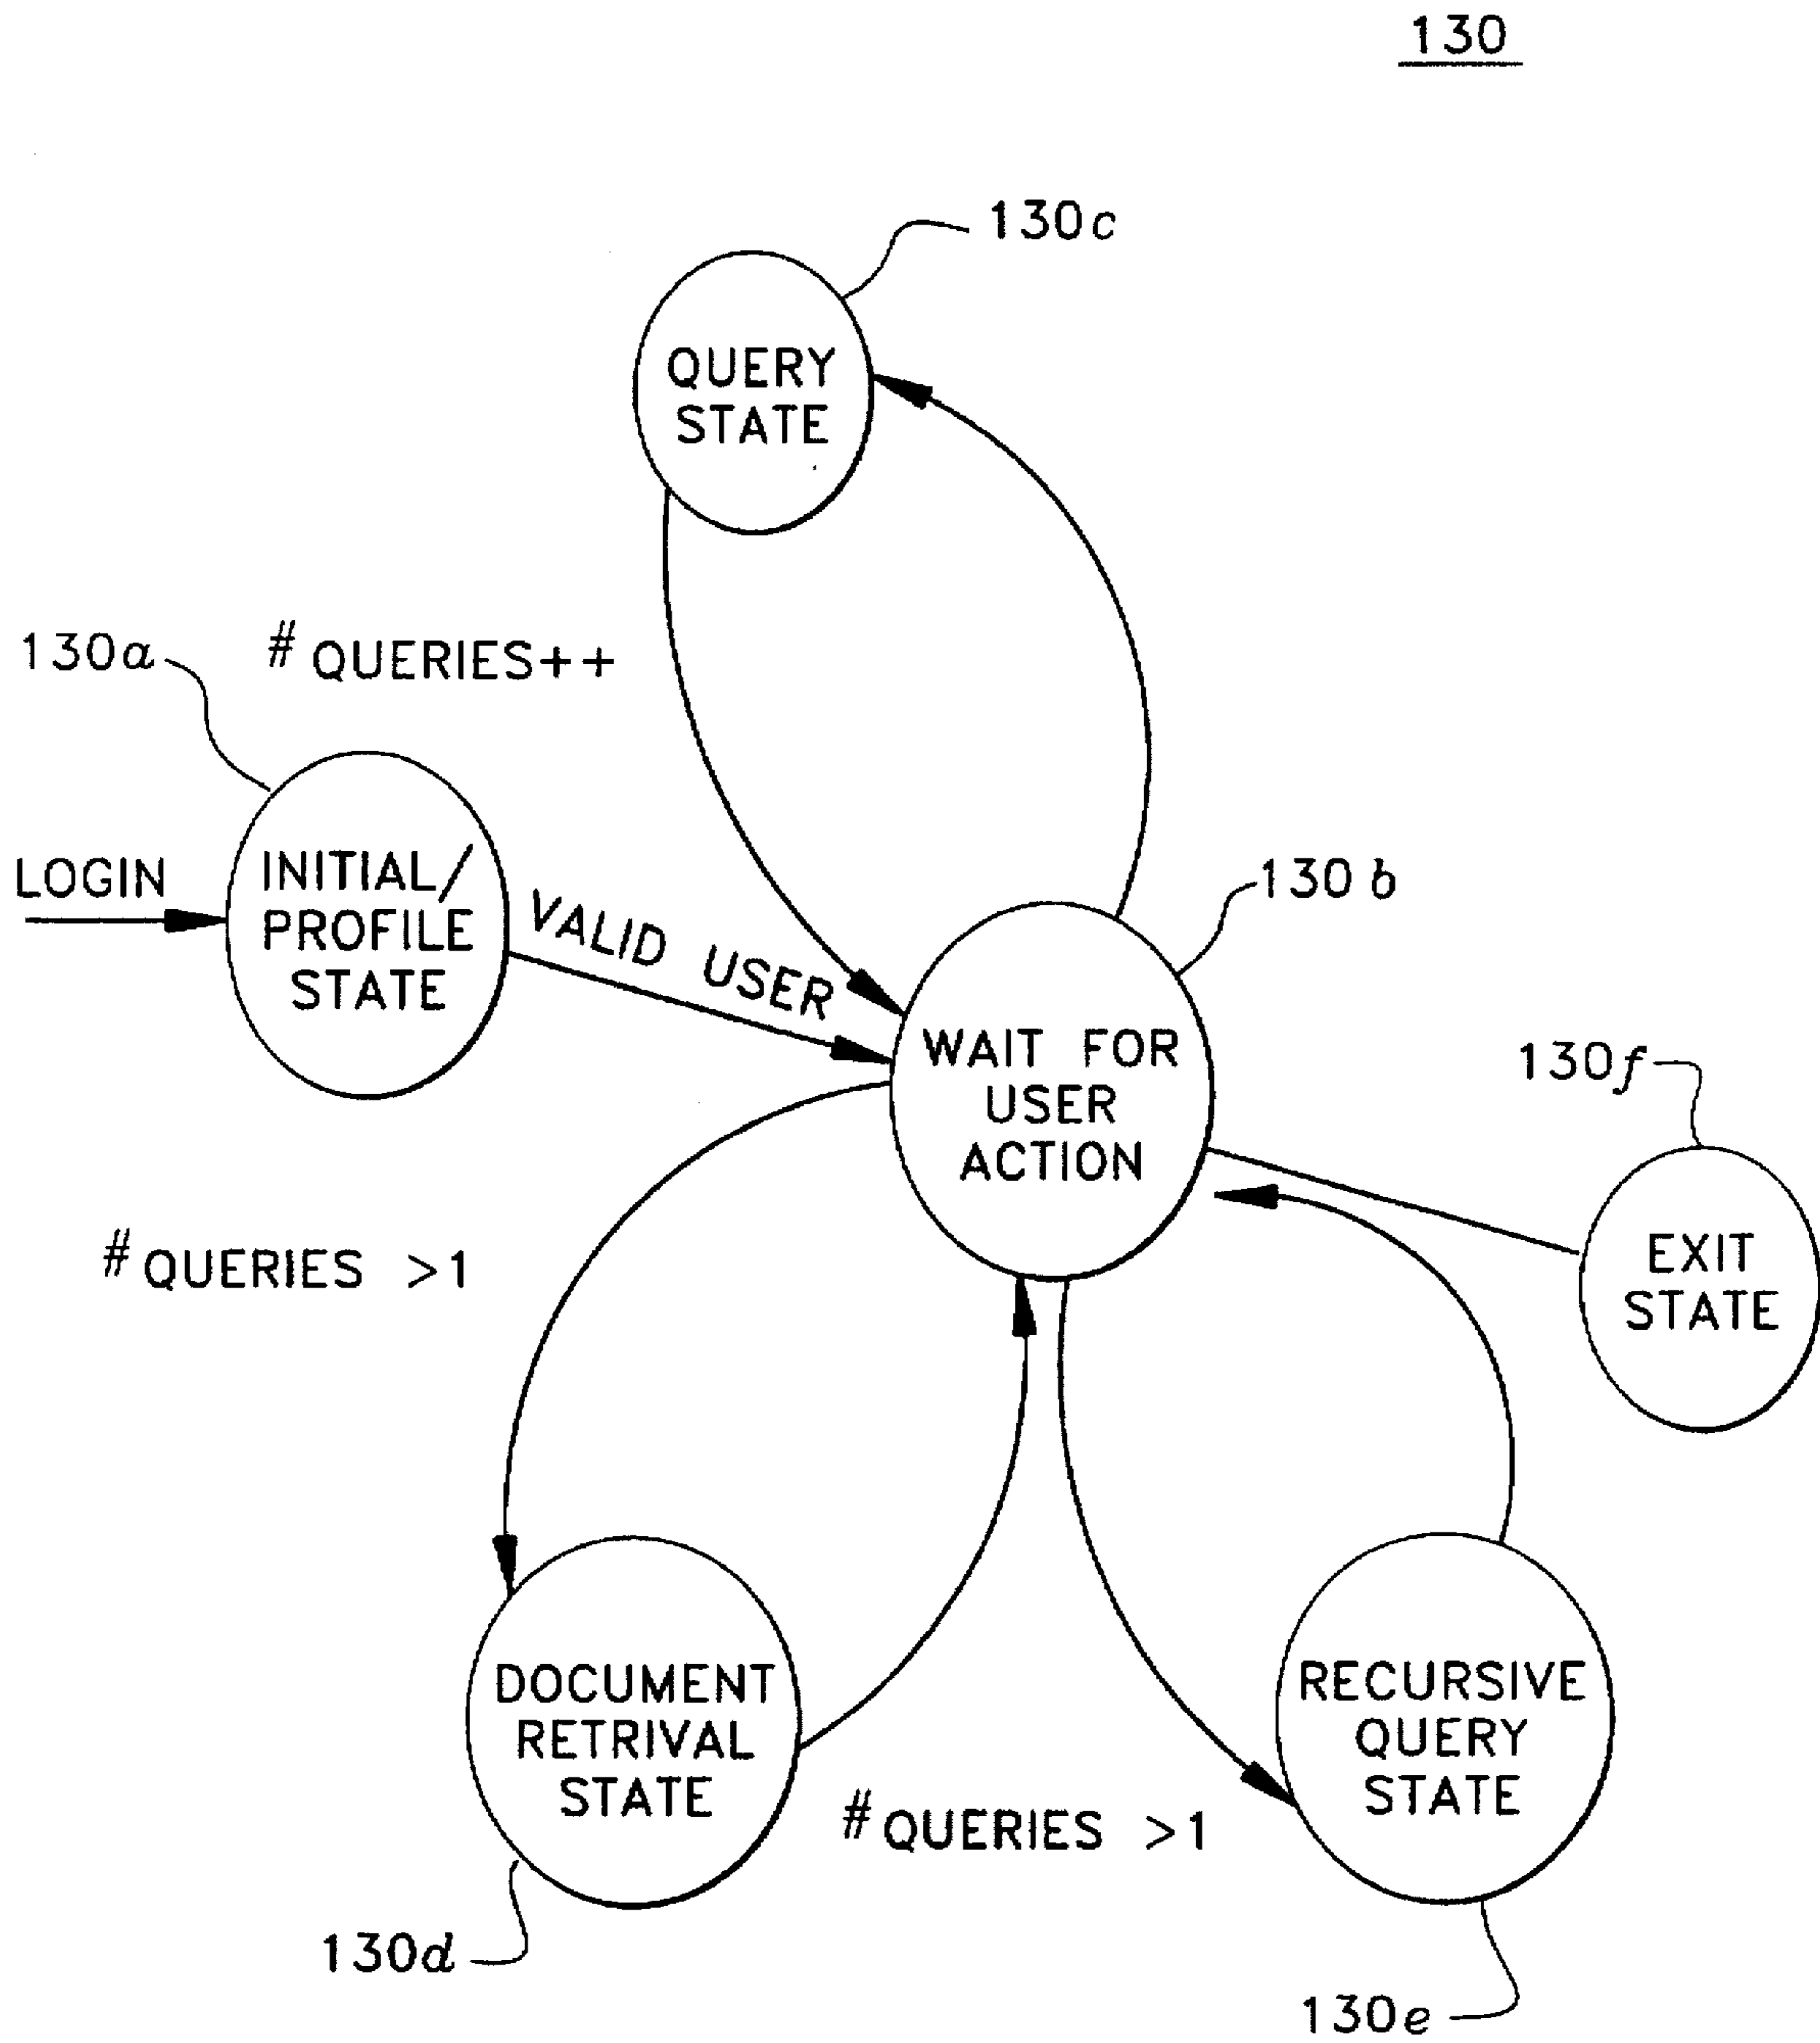 130
130c
QUERY
STATE
130a
# QUERIES++
LOGIN
INITIAL/
PROFILE
STATE
VALID USER
130b
WAIT FOR
USER
ACTION
130f
EXIT
STATE
# QUERIES >1
DOCUMENT
RETRIVAL
STATE
# QUERIES >1
RECURSIVE
QUERY
STATE
130d
130e